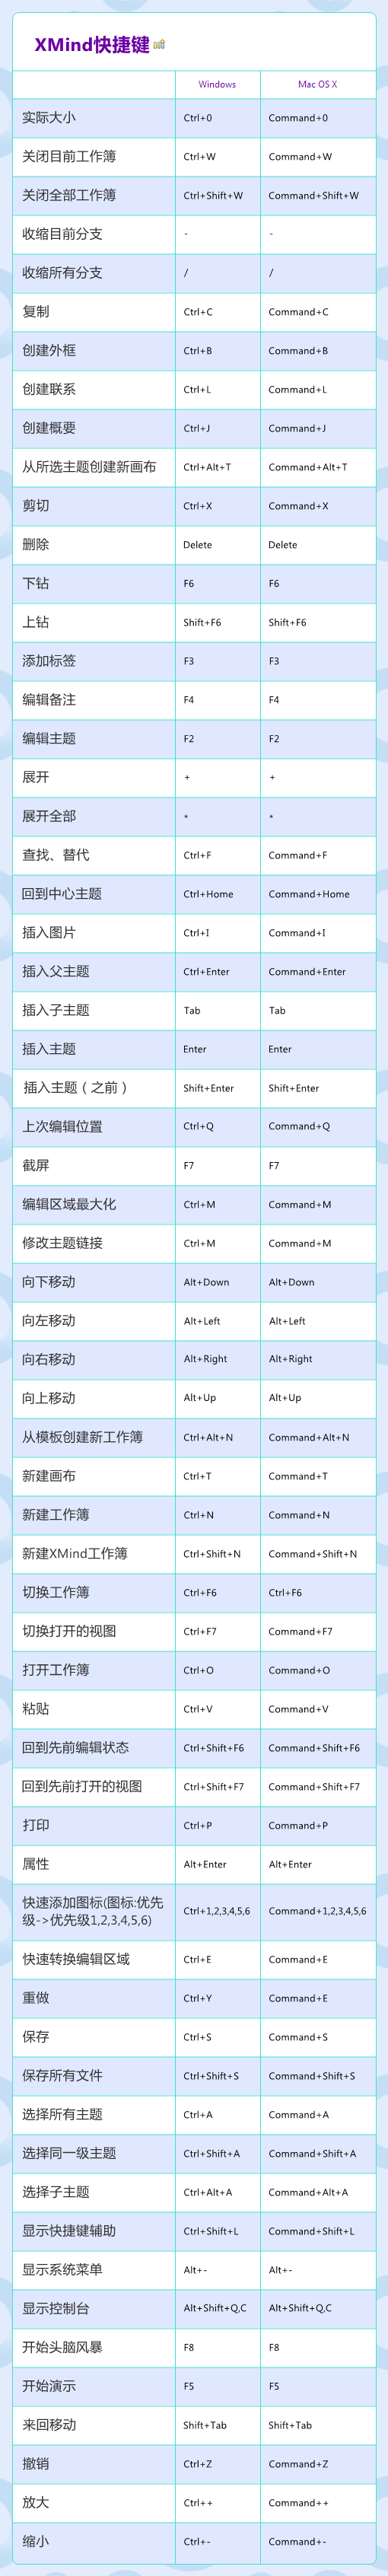 XMind快捷键
Windows Mac OS X
实际大小 Ctrl+0 Command+0
关闭目前工作簿 Ctrl+W Command+W
关闭全部工作簿 Ctrl+Shift+W Command+Shift+W
收缩目前分支 - -
收缩所有分支 / /
复制 Ctrl+C Command+C
创建外框 Ctrl+B Command+B
创建联系 Ctrl+L Command+L
创建概要 Ctrl+J Command+J
从所选主题创建新画布 Ctrl+Alt+T Command+Alt+T
剪切 Ctrl+X Command+X
删除 Delete Delete
下钻 F6 F6
上钻 Shift+F6 Shift+F6
添加标签 F3 F3
编辑备注 F4 F4
编辑主题 F2 F2
展开 + +
展开全部 * *
查找、替代 Ctrl+F Command+F
回到中心主题 Ctrl+Home Command+Home
插入图片 Ctrl+I Command+I
插入父主题 Ctrl+Enter Command+Enter
插入子主题 Tab Tab
插入主题 Enter Enter
插入主题（之前） Shift+Enter Shift+Enter
上次编辑位置 Ctrl+Q Command+Q
截屏 F7 F7
编辑区域最大化 Ctrl+M Command+M
修改主题链接 Ctrl+M Command+M
向下移动 Alt+Down Alt+Down
向左移动 Alt+Left Alt+Left
向右移动 Alt+Right Alt+Right
向上移动 Alt+Up Alt+Up
从模板创建新工作簿 Ctrl+Alt+N Command+Alt+N
新建画布 Ctrl+T Command+T
新建工作簿 Ctrl+N Command+N
新建XMind工作簿 Ctrl+Shift+N Command+Shift+N
切换工作簿 Ctrl+F6 Ctrl+F6
切换打开的视图 Ctrl+F7 Command+F7
打开工作簿 Ctrl+O Command+O
粘贴 Ctrl+V Command+V
回到先前编辑状态 Ctrl+Shift+F6 Command+Shift+F6
回到先前打开的视图 Ctrl+Shift+F7 Command+Shift+F7
打印 Ctrl+P Command+P
属性 Alt+Enter Alt+Enter
快速添加图标(图标:优先
级->优先级1,2,3,4,5,6) Ctrl+1,2,3,4,5,6 Command+1,2,3,4,5,6
快速转换编辑区域 Ctrl+E Command+E
重做 Ctrl+Y Command+E
保存 Ctrl+S Command+S
保存所有文件 Ctrl+Shift+S Command+Shift+S
选择所有主题 Ctrl+A Command+A
选择同一级主题 Ctrl+Shift+A Command+Shift+A
选择子主题 Ctrl+Alt+A Command+Alt+A
显示快捷键辅助 Ctrl+Shift+L Command+Shift+L
显示系统菜单 Alt+- Alt+-
显示控制台 Alt+Shift+Q,C Alt+Shift+Q,C
开始头脑风暴 F8 F8
开始演示 F5 F5
来回移动 Shift+Tab Shift+Tab
撤销 Ctrl+Z Command+Z
放大 Ctrl++ Command++
缩小 Ctrl+- Command+-